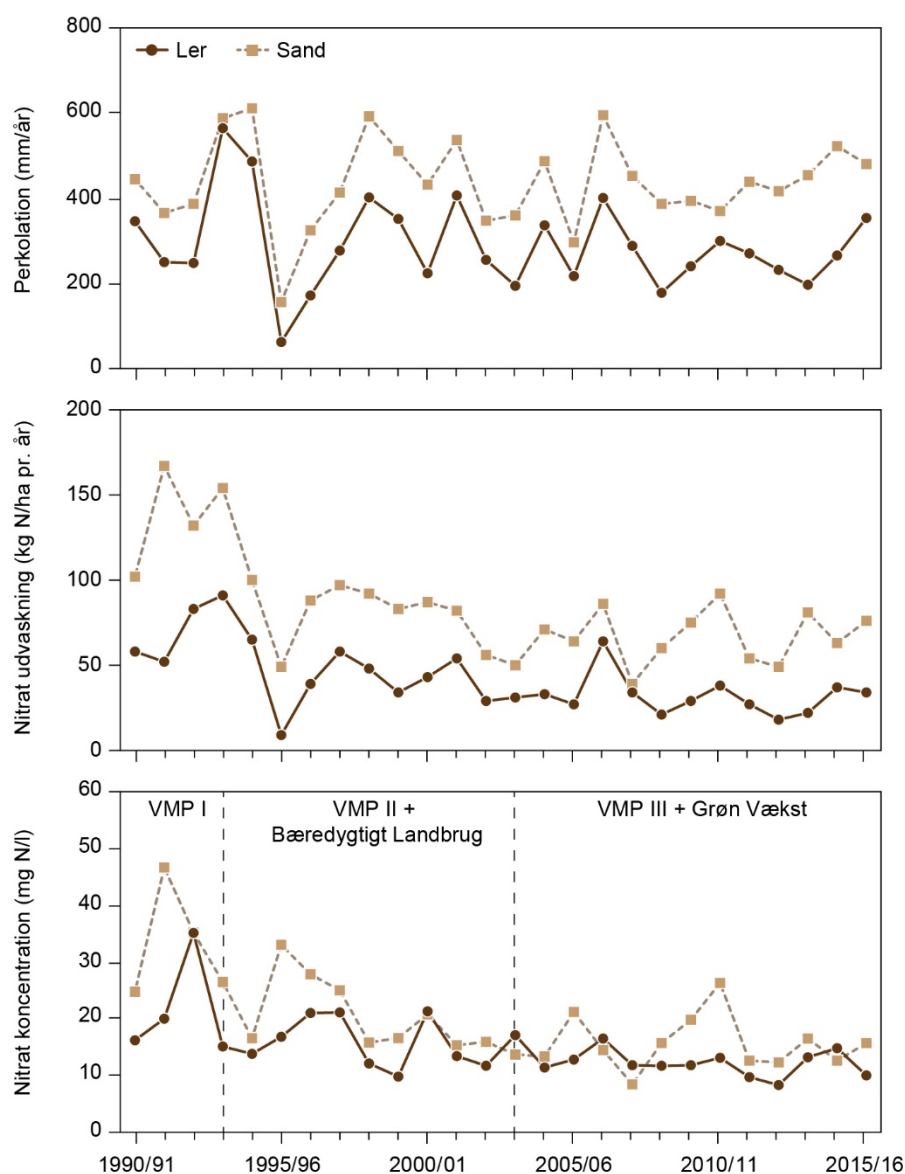 Perkolation (mm/år)
800
600
400
200
0
Ler
Sand
Nitrat udvaskning (kg N/ha pr. år)
200
150
100
50
0
Nitrat koncentration (mg N/l)
60
50
40
30
20
10
0
VMP I
VMP II +
Bæredygtigt Landbrug
VMP III + Grøn Vækst
1990/91
1995/96
2000/01
2005/06
2010/11
2015/16